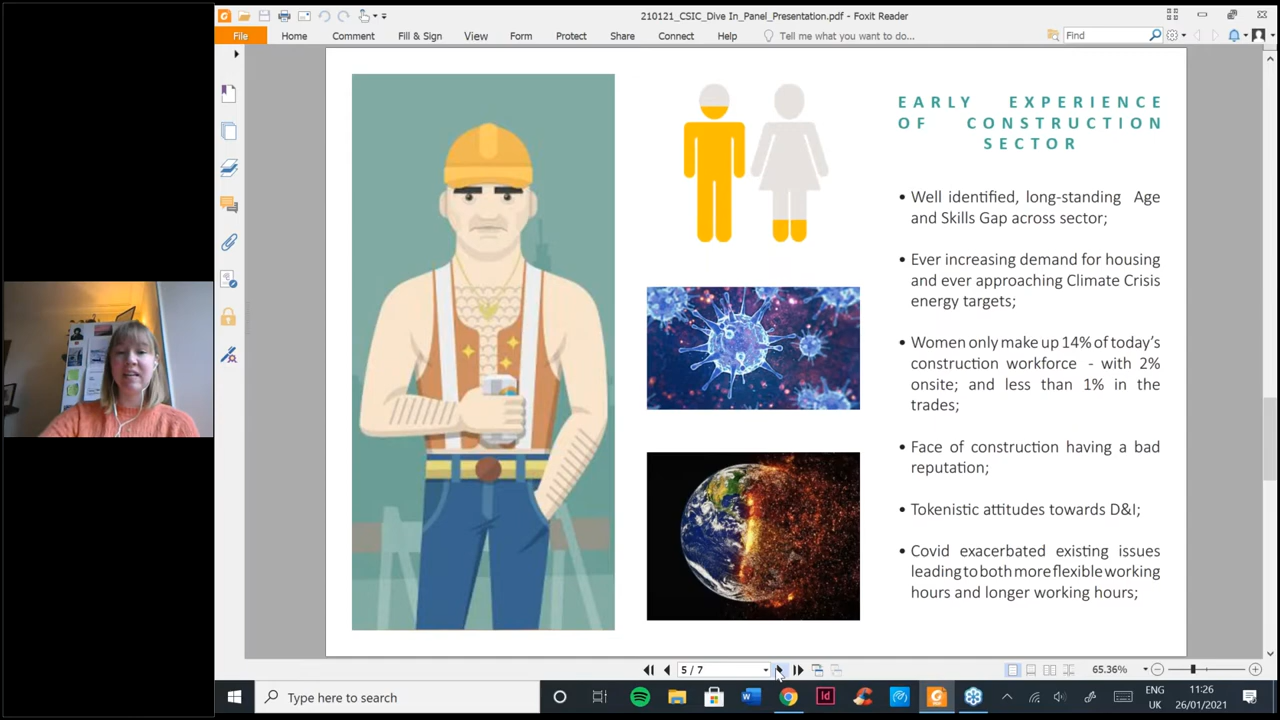 210121_CSIC_Dive In_Panel_Presentation.pdf - Foxit Reader
File
Home
Comment
Fill & Sign
View
Form
Protect
Share
Connect
Help
Tell me what you want to do...
Find
EARLY EXPERIENCE
OF CONSTRUCTION
SECTOR
• Well identified, long-standing Age
and Skills Gap across sector;
• Ever increasing demand for housing
and ever approaching Climate Crisis
energy targets;
• Women only make up 14% of today's
construction workforce - with 2%
onsite; and less than 1% in the
trades;
• Face of construction having a bad
reputation;
• Tokenistic attitudes towards D&I;
• Covid exacerbated existing issues
leading to both more flexible working
hours and longer working hours;
5 / 7
65.36%
Type here to search
ENG
UK
11:26
26/01/2021